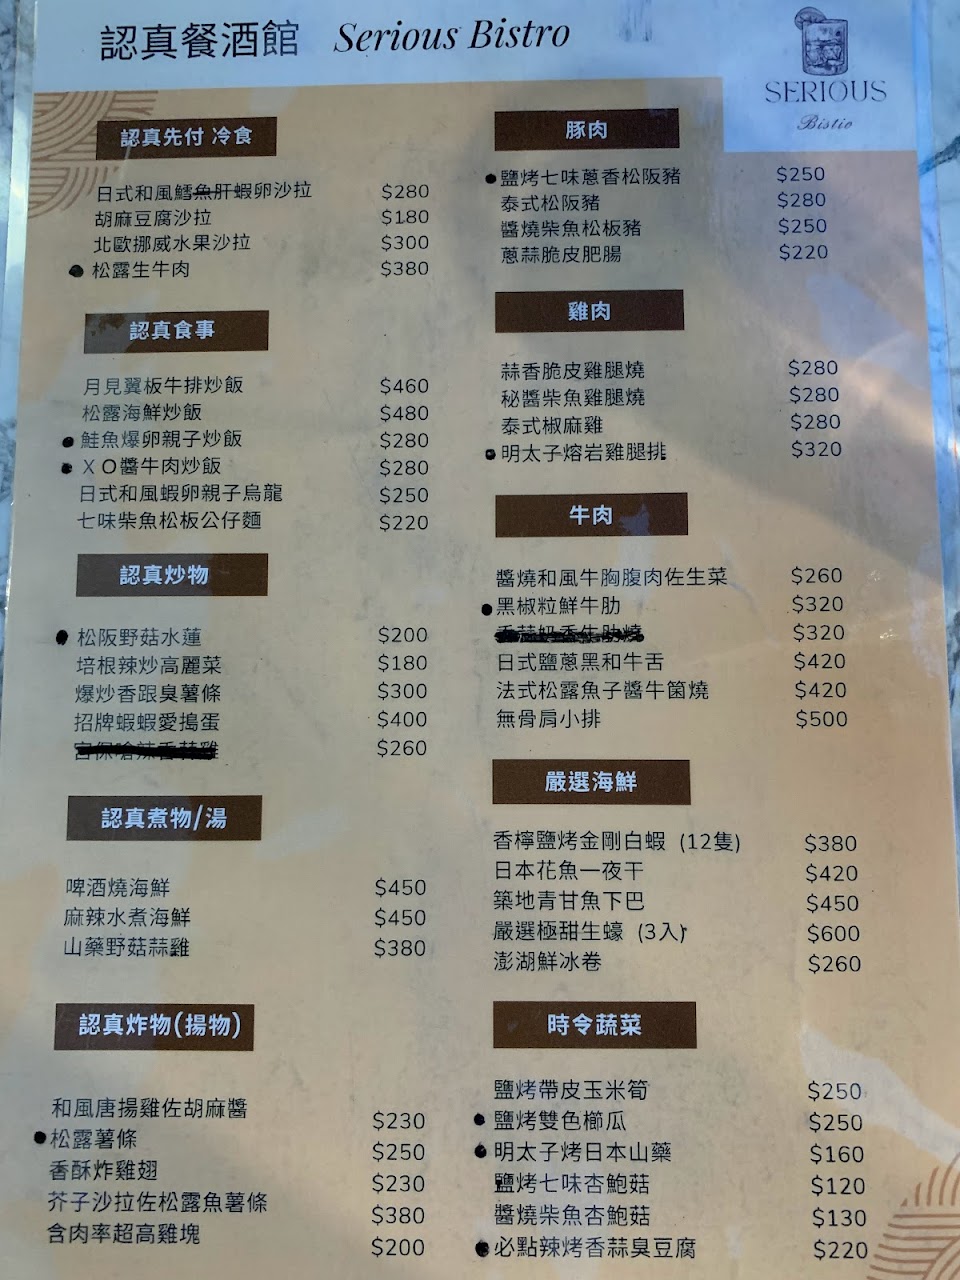 認真餐酒館 Serious Bistro
SERIOUS
Bistio
認真先付 冷食
日式和風鱈魚肝蝦卵沙拉 $280
胡麻豆腐沙拉 $180
北歐挪威水果沙拉 $300
松露生牛肉 $380
認真食事
月見翼板牛排炒飯 $460
松露海鮮炒飯 $480
鮭魚爆卵親子炒飯 $280
ＸＯ醬牛肉炒飯 $280
日式和風蝦卵親子烏龍 $250
七味柴魚松板公仔麵 $220
認真炒物
松阪野菇水蓮 $200
培根辣炒高麗菜 $180
爆炒香跟臭薯條 $300
招牌蝦蝦愛搗蛋 $400
$260
認真煮物/湯
啤酒燒海鮮 $450
麻辣水煮海鮮 $450
山藥野菇蒜雞 $380
認真炸物(揚物)
和風唐揚雞佐胡麻醬 $230
松露薯條 $250
香酥炸雞翅 $230
芥子沙拉佐松露魚薯條 $380
含肉率超高雞塊 $200
豚肉
鹽烤七味蔥香松阪豬 $250
泰式松阪豬 $280
醬燒柴魚松板豬 $250
蔥蒜脆皮肥腸 $220
雞肉
蒜香脆皮雞腿燒 $280
秘醬柴魚雞腿燒 $280
泰式椒麻雞 $280
明太子熔岩雞腿排 $320
牛肉
醬燒和風牛胸腹肉佐生菜 $260
黑椒粒鮮牛肋 $320
$320
日式鹽蔥黑和牛舌 $420
法式松露魚子醬牛菌燒 $420
無骨肩小排 $500
嚴選海鮮
香檸鹽烤金剛白蝦 (12隻) $380
日本花魚一夜干 $420
築地青甘魚下巴 $450
嚴選極甜生蠔 (3入) $600
澎湖鮮冰卷 $260
時令蔬菜
鹽烤帶皮玉米筍 $250
鹽烤雙色櫛瓜 $250
明太子烤日本山藥 $160
鹽烤七味杏鮑菇 $120
醬燒柴魚杏鮑菇 $130
必點辣烤香蒜臭豆腐 $220